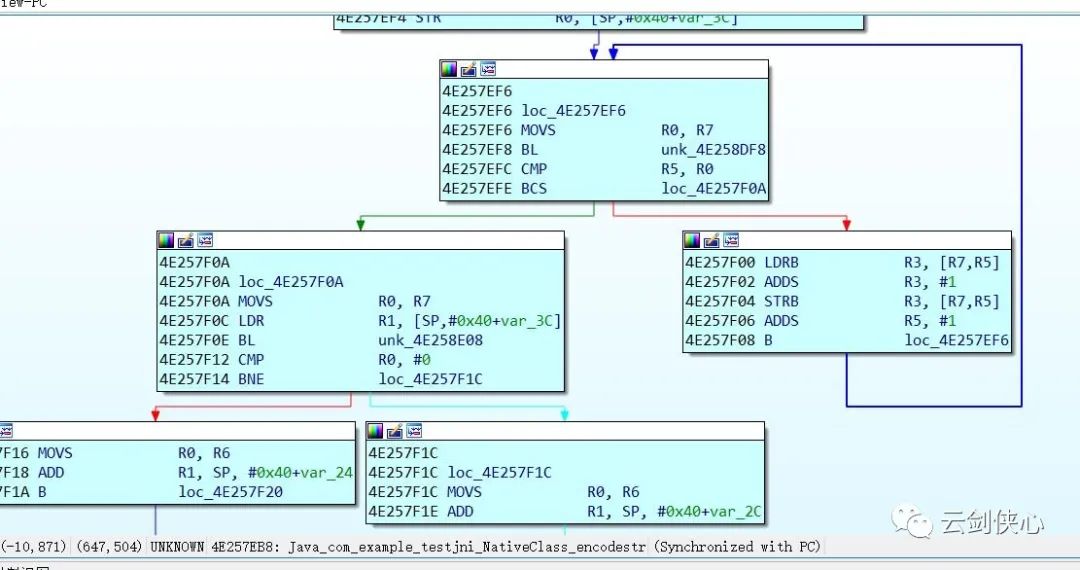 iew-PC
4E257EF4 STR R0, [SP,#0x40+var_3C]
4E257EF6
4E257EF6 loc_4E257EF6
4E257EF6 MOVS R0, R7
4E257EF8 BL unk_4E258DF8
4E257EFC CMP R5, R0
4E257EFE BCS loc_4E257F0A
4E257F0A
4E257F0A loc_4E257F0A
4E257F0A MOVS R0, R7
4E257F0C LDR R1, [SP,#0x40+var_3C]
4E257F0E BL unk_4E258E08
4E257F12 CMP R0, #0
4E257F14 BNE loc_4E257F1C
4E257F00 LDRB R3, [R7,R5]
4E257F02 ADDS R3, #1
4E257F04 STRB R3, [R7,R5]
4E257F06 ADDS R5, #1
4E257F08 B loc_4E257EF6
7F16 MOVS R0, R6
7F18 ADD R1, SP, #0x40+var_24
7F1A B loc_4E257F20
4E257F1C
4E257F1C loc_4E257F1C
4E257F1C MOVS R0, R6
4E257F1E ADD R1, SP, #0x40+var_2C
云剑侠心
(-10,871) (647,504) UNKNOWN 4E257EB8: Java_com_example_testjni_NativeClass_encodestr (Synchronized with PC)